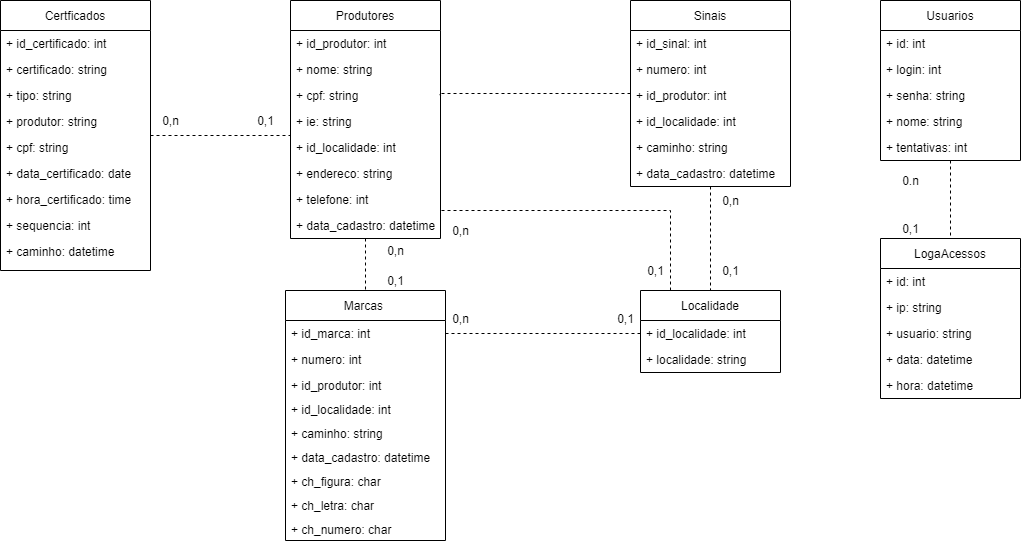 Certficados
+ id_certificado: int
+ certificado: string
+ tipo: string
+ produtor: string
+ cpf: string
+ data_certificado: date
+ hora_certificado: time
+ sequencia: int
+ caminho: datetime
0,n
0,1
Produtores
+ id_produtor: int
+ nome: string
+ cpf: string
+ ie: string
+ id_localidade: int
+ endereco: string
+ telefone: int
+ data_cadastro: datetime
0,n
0,1
0,n
0,1
Sinais
+ id_sinal: int
+ numero: int
+ id_produtor: int
+ id_localidade: int
+ caminho: string
+ data_cadastro: datetime
0,n
0,1
Usuarios
+ id: int
+ login: int
+ senha: string
+ nome: string
+ tentativas: int
0.n
0,1
Marcas
+ id_marca: int
+ numero: int
+ id_produtor: int
+ id_localidade: int
+ caminho: string
+ data_cadastro: datetime
+ ch_figura: char
+ ch_letra: char
+ ch_numero: char
0,n
0,1
Localidade
+ id_localidade: int
+ localidade: string
LogaAcessos
+ id: int
+ ip: string
+ usuario: string
+ data: datetime
+ hora: datetime